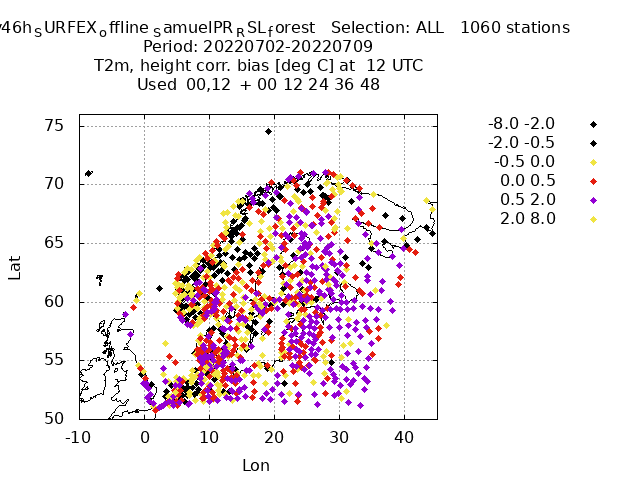 46h_SURFEX_offline_SamuelPR_RSL_forest Selection: ALL 1060 stations
Period: 20220702-20220709
T2m, height corr. bias [deg C] at 12 UTC
Used 00,12 + 00 12 24 36 48
-8.0 -2.0
-2.0 -0.5
-0.5 0.0
0.0 0.5
0.5 2.0
2.0 8.0
75
70
65
60
55
50
Lat
-10 0 10 20 30 40
Lon